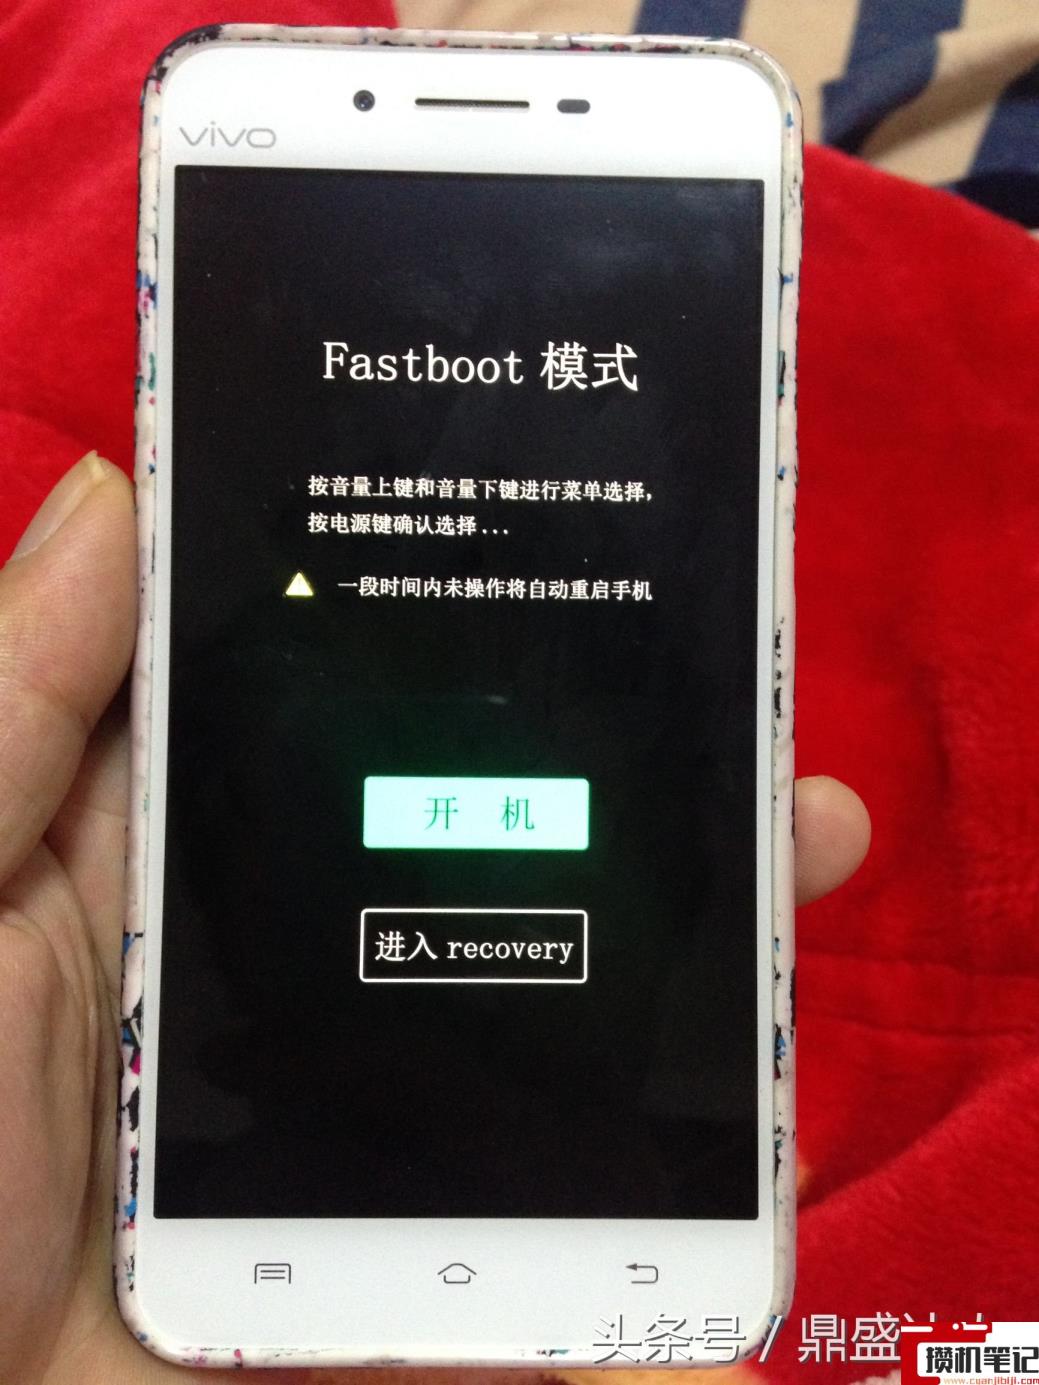 vivo
Fastboot 模式
按音量上键和音量下键进行菜单选择，
按电源键确认选择...
一段时间内未操作将自动重启手机
开 机
进入 recovery
头条号 / 鼎盛
攒机笔记
www.cuanjibiji.com